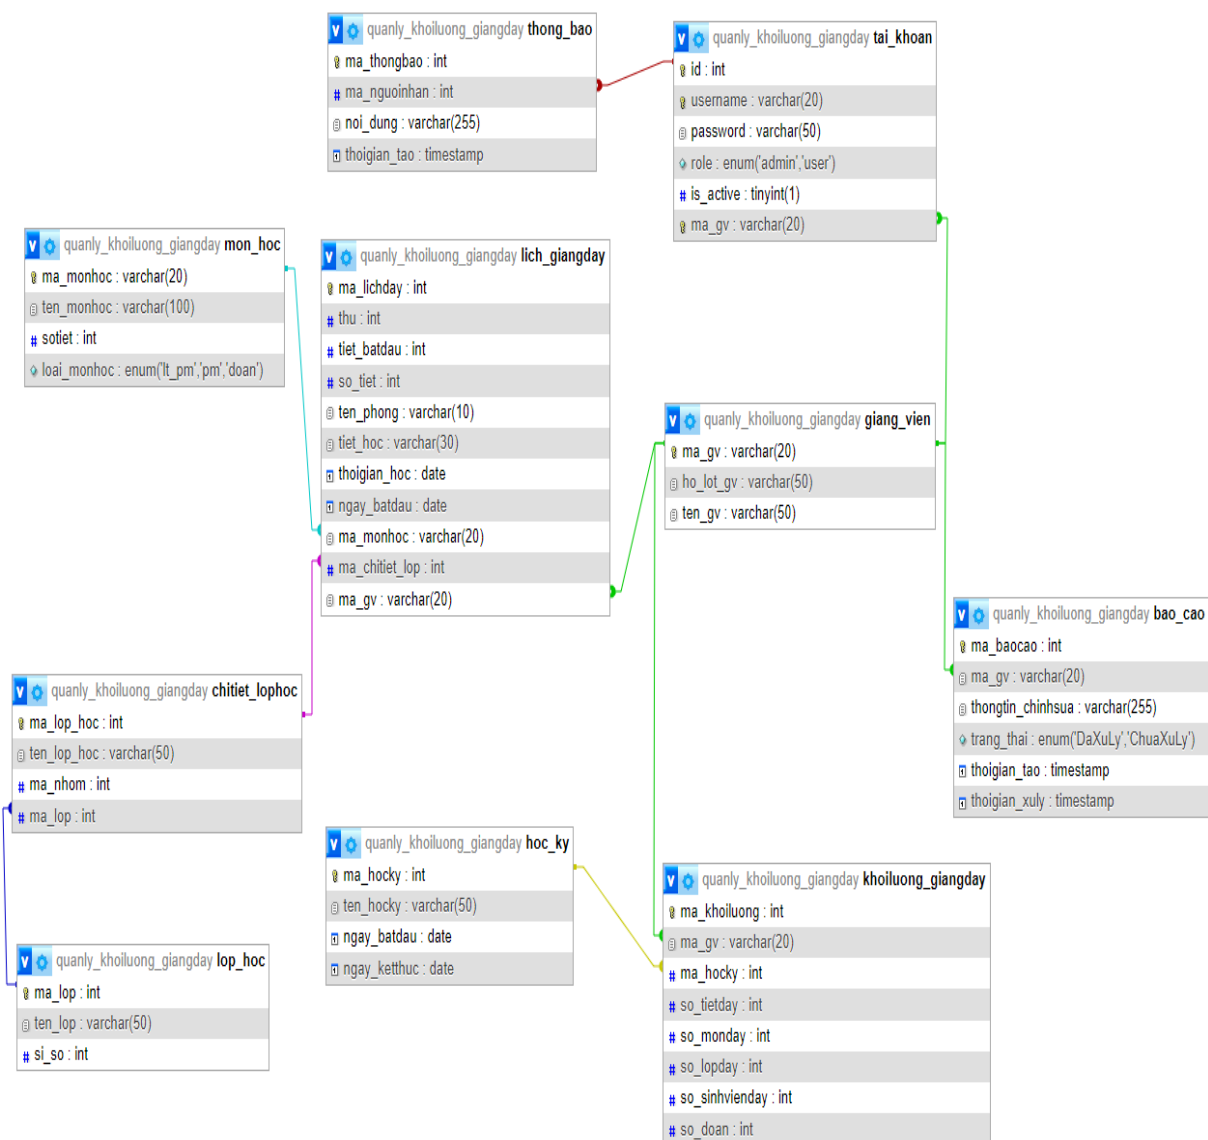 quanly_khoiluong_giangday thong_bao
ma_thongbao : int
ma_nguoinhan : int
noi_dung : varchar(255)
thoigian_tao : timestamp
quanly_khoiluong_giangday tai_khoan
id : int
username : varchar(20)
password : varchar(50)
role : enum('admin','user')
is_active : tinyint(1)
ma_gv : varchar(20)
quanly_khoiluong_giangday mon_hoc
ma_monhoc : varchar(20)
ten_monhoc : varchar(100)
sotiet : int
loai_monhoc : enum('lt_pm','pm','doan')
quanly_khoiluong_giangday lich_giangday
ma_lichday : int
thu : int
tiet_batdau : int
so_tiet : int
ten_phong : varchar(10)
tiet_hoc : varchar(30)
thoigian_hoc : date
ngay_batdau : date
ma_monhoc : varchar(20)
ma_chitiet_lop : int
ma_gv : varchar(20)
quanly_khoiluong_giangday giang_vien
ma_gv : varchar(20)
ho_lot_gv : varchar(50)
ten_gv : varchar(50)
quanly_khoiluong_giangday bao_cao
ma_baocao : int
ma_gv : varchar(20)
thongtin_chinhsua : varchar(255)
trang_thai : enum('DaXuLy','ChuaXuLy')
thoigian_tao : timestamp
thoigian_xuly : timestamp
quanly_khoiluong_giangday chitiet_lophoc
ma_lop_hoc : int
ten_lop_hoc : varchar(50)
ma_nhom : int
ma_lop : int
quanly_khoiluong_giangday hoc_ky
ma_hocky : int
ten_hocky : varchar(50)
ngay_batdau : date
ngay_ketthuc : date
quanly_khoiluong_giangday khoiluong_giangday
ma_khoiluong : int
ma_gv : varchar(20)
ma_hocky : int
so_tietday : int
so_monday : int
so_lopday : int
so_sinhvienday : int
so_doan : int
quanly_khoiluong_giangday lop_hoc
ma_lop : int
ten_lop : varchar(50)
si_so : int